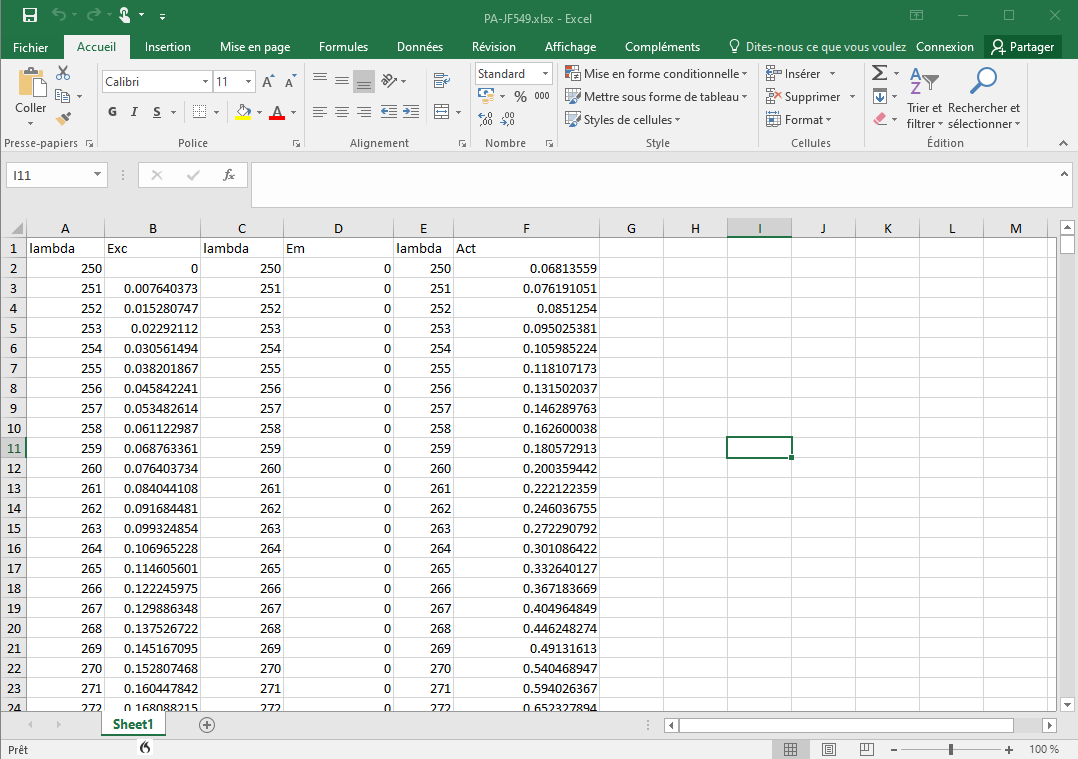 PA-JF549.xlsx - Excel
Fichier Accueil Insertion Mise en page Formules Données Révision Affichage Compléments Dites-nous ce que vous voulez Connexion Partager
Coller Calibri 11 Standard Mise en forme conditionnelle Insérer
G I S % 000 Mettre sous forme de tableau Supprimer Trier et filtrer Rechercher et sélectionner
Styles de cellules Format
Presse-papiers Police Alignement Nombre Style Cellules Édition
I11 fx
A B C D E F G H I J K L M
1 lambda Exc lambda Em lambda Act
2 250 0 250 0 250 0.06813559
3 251 0.007640373 251 0 251 0.076191051
4 252 0.015280747 252 0 252 0.0851254
5 253 0.02292112 253 0 253 0.095025381
6 254 0.030561494 254 0 254 0.105985224
7 255 0.038201867 255 0 255 0.118107173
8 256 0.045842241 256 0 256 0.131502037
9 257 0.053482614 257 0 257 0.146289763
10 258 0.061122987 258 0 258 0.162600038
11 259 0.068763361 259 0 259 0.180572913
12 260 0.076403734 260 0 260 0.200359442
13 261 0.084044108 261 0 261 0.222122359
14 262 0.091684481 262 0 262 0.246036755
15 263 0.099324854 263 0 263 0.272290792
16 264 0.106965228 264 0 264 0.301086422
17 265 0.114605601 265 0 265 0.332640127
18 266 0.122245975 266 0 266 0.367183669
19 267 0.129886348 267 0 267 0.404964849
20 268 0.137526722 268 0 268 0.446248274
21 269 0.145167095 269 0 269 0.49131613
22 270 0.152807468 270 0 270 0.540468947
23 271 0.160447842 271 0 271 0.594026367
24 272 0.168088215 272 0 272 0.652327894
Sheet1
Prêt 100 %